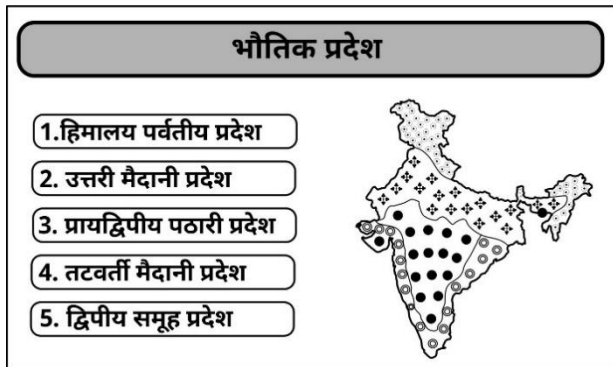 भौतिक प्रदेश
1.हिमालय पर्वतीय प्रदेश
2. उत्तरी मैदानी प्रदेश
3. प्रायद्विपीय पठारी प्रदेश
4. तटवर्ती मैदानी प्रदेश
5. द्विपीय समूह प्रदेश